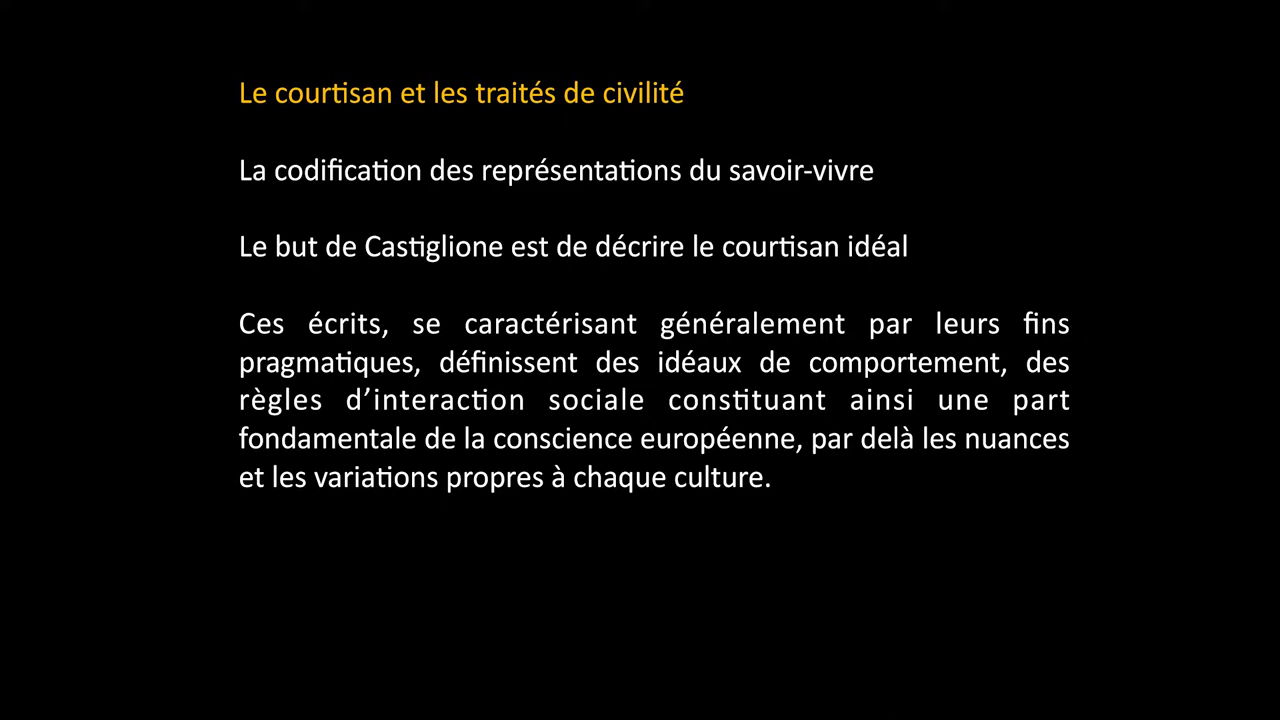 Le courtisan et les traités de civilité
La codification des représentations du savoir-vivre
Le but de Castiglione est de décrire le courtisan idéal
Ces écrits, se caractérisant généralement par leurs fins
pragmatiques, définissent des idéaux de comportement, des
règles d’interaction sociale constituant ainsi une part
fondamentale de la conscience européenne, par delà les nuances
et les variations propres à chaque culture.